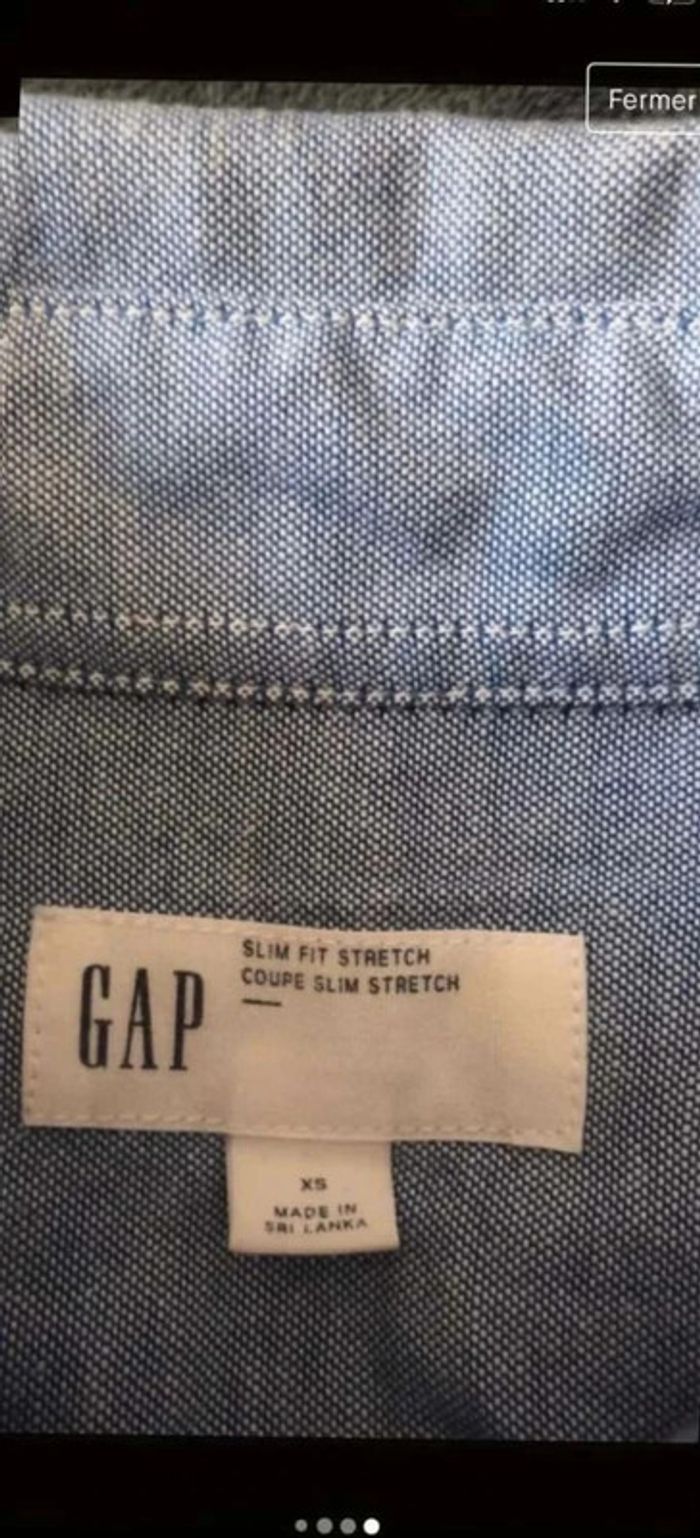 Fermer
GAP
SLIM FIT STRETCH
COUPE SLIM STRETCH
XS
MADE IN
SRI LANKA